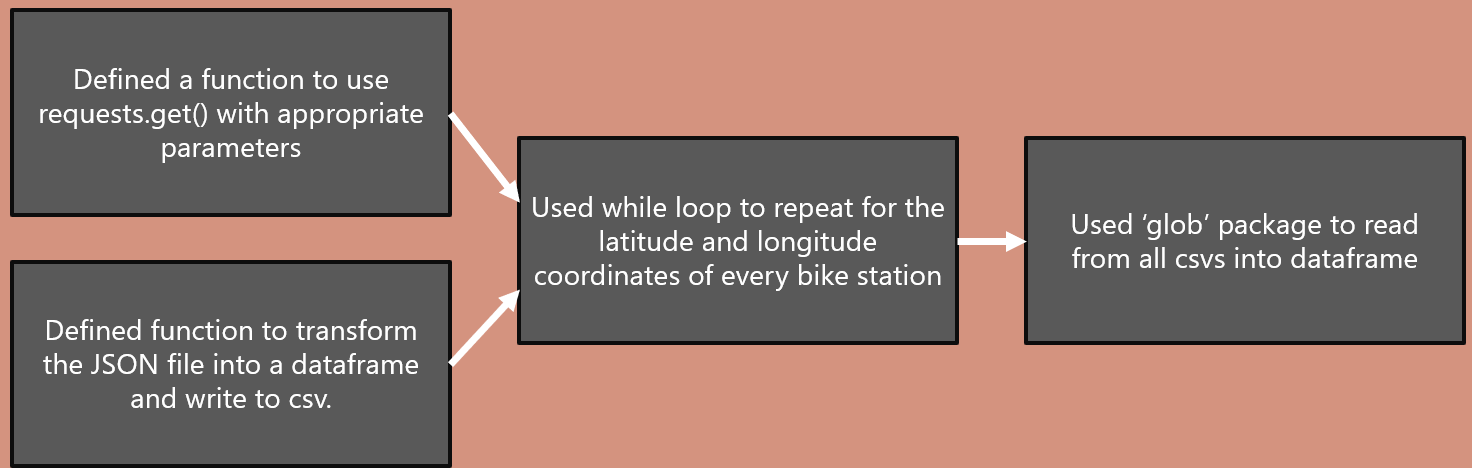 Defined a function to use
requests.get() with appropriate
parameters
Defined function to transform
the JSON file into a dataframe
and write to csv.
Used while loop to repeat for the
latitude and longitude
coordinates of every bike station
Used ‘glob’ package to read
from all csvs into dataframe